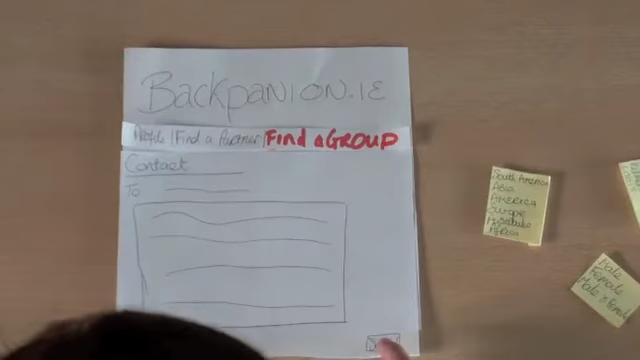 Backpanion.ie
Profile | Find a Partner | Find a GROUP
Contact
To
South America
Asia
AMERICA
Europe
Australia
Africa
Male
Female
Male & Female